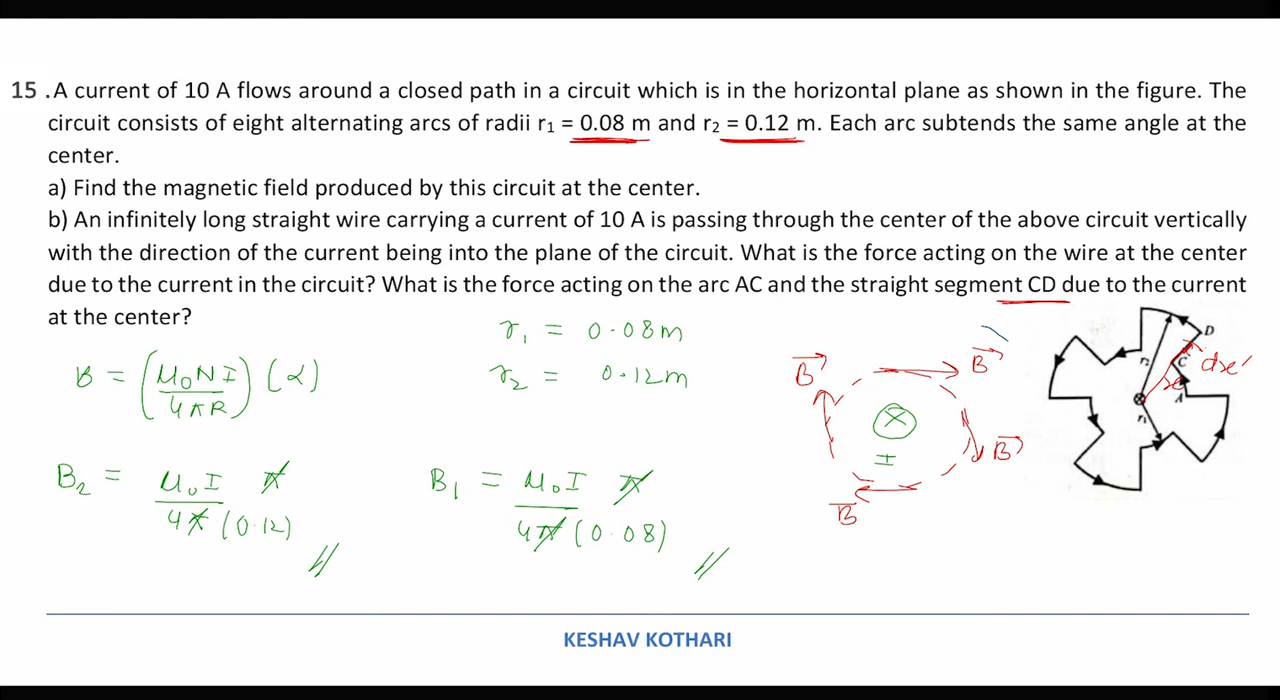 15 .A current of 10 A flows around a closed path in a circuit which is in the horizontal plane as shown in the figure. The
circuit consists of eight alternating arcs of radii r₁ = 0.08 m and r₂ = 0.12 m. Each arc subtends the same angle at the
center.
a) Find the magnetic field produced by this circuit at the center.
b) An infinitely long straight wire carrying a current of 10 A is passing through the center of the above circuit vertically
with the direction of the current being into the plane of the circuit. What is the force acting on the wire at the center
due to the current in the circuit? What is the force acting on the arc AC and the straight segment CD due to the current
at the center?
r₁ = 0.08m
r₂ = 0.12m
B = (μ₀NI / 4πR) (α)
B₂ = μ₀I π / 4π (0.12)
B₁ = μ₀I π / 4π (0.08)
B⃗
B⃗
B⃗
B⃗
I
D
C
A
r₂
r₁
dx
KESHAV KOTHARI